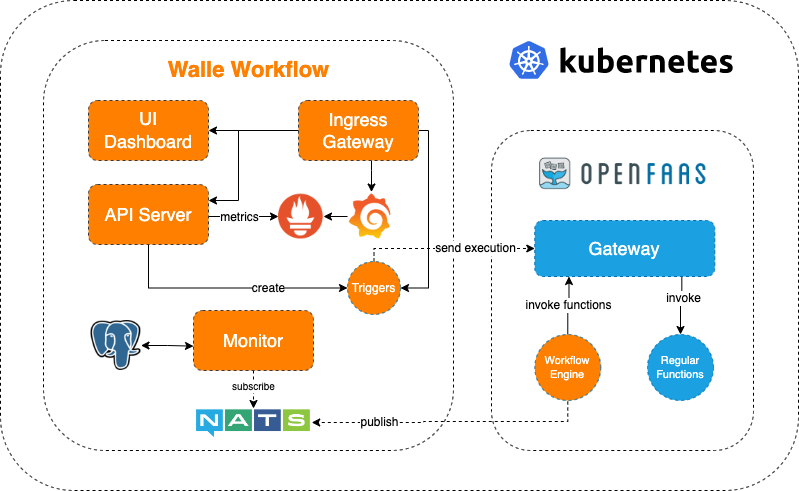 kubernetes
Walle Workflow
UI
Dashboard
Ingress
Gateway
OPENFAAS
API Server
metrics
send execution
Gateway
create
Triggers
invoke functions
invoke
Monitor
Workflow
Engine
Regular
Functions
subscribe
NATS
publish